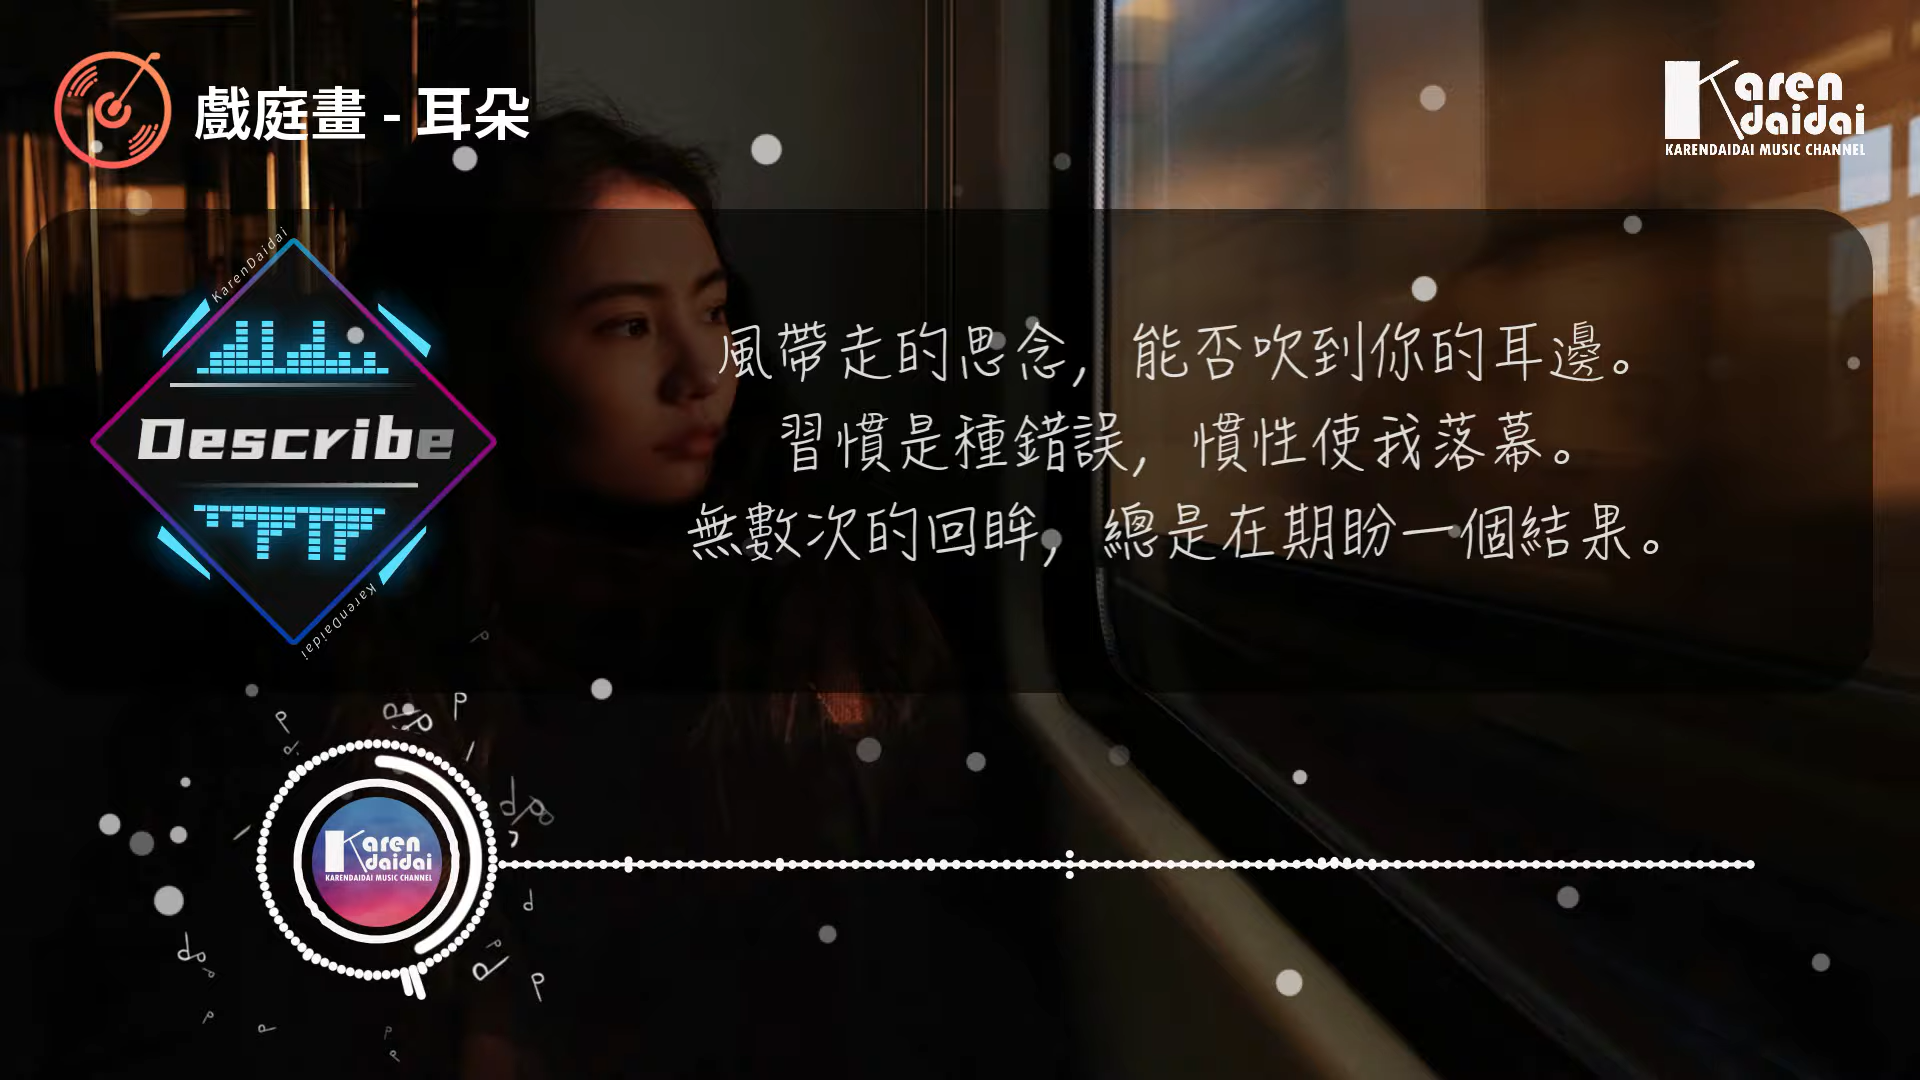 戲庭畫 - 耳朵
Karen
daidai
KARENDAIDAI MUSIC CHANNEL
KarenDaidai
Describe
KarenDaidai
風帶走的思念，能否吹到你的耳邊。
習慣是種錯誤，慣性使我落幕。
無數次的回眸，總是在期盼一個結果。
Karen
daidai
KARENDAIDAI MUSIC CHANNEL